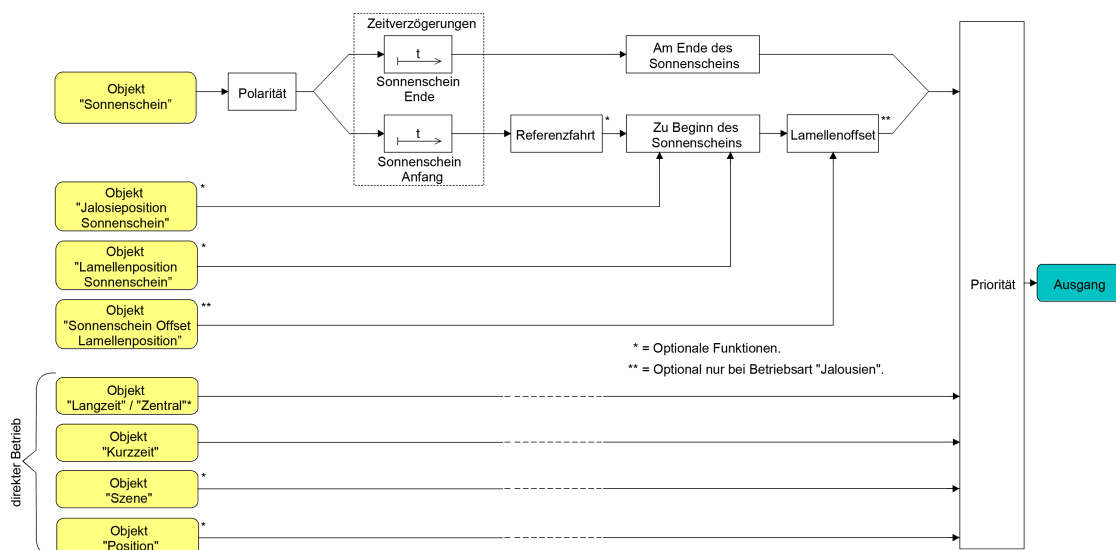 Zeitverzögerungen
t
Sonnenschein
Ende
Am Ende des
Sonnenscheins
Objekt
"Sonnenschein"
Polarität
t
Sonnenschein
Anfang
Referenzfahrt
*
Zu Beginn des
Sonnenscheins
Lamellenoffset
**
Objekt
"Jalosieposition
Sonnenschein"
*
Objekt
"Lamellenposition
Sonnenschein"
*
Objekt
"Sonnenschein Offset
Lamellenposition"
**
Priorität
Ausgang
* = Optionale Funktionen.
** = Optional nur bei Betriebsart "Jalousien".
direkter Betrieb
Objekt
"Langzeit" / "Zentral"*
Objekt
"Kurzzeit"
Objekt
"Szene"
*
Objekt
"Position"
*